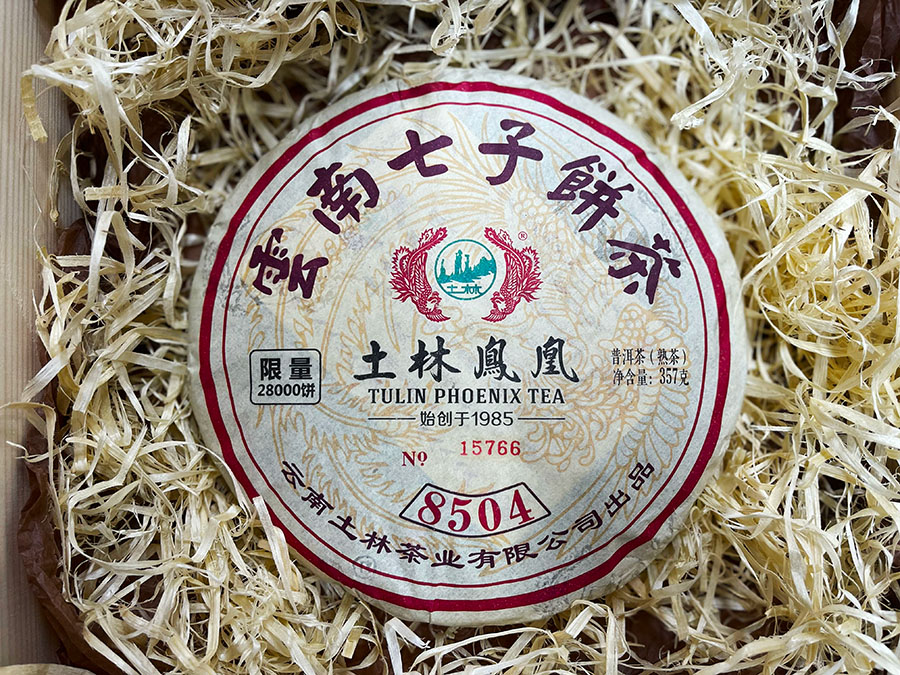 雲南七子餅茶
®
土林
限量
28000饼
土林鳳凰
TULIN PHOENIX TEA
始创于1985
普洱茶（熟茶）
净含量：357克
Nº 15766
8504
云南土林茶业有限公司出品